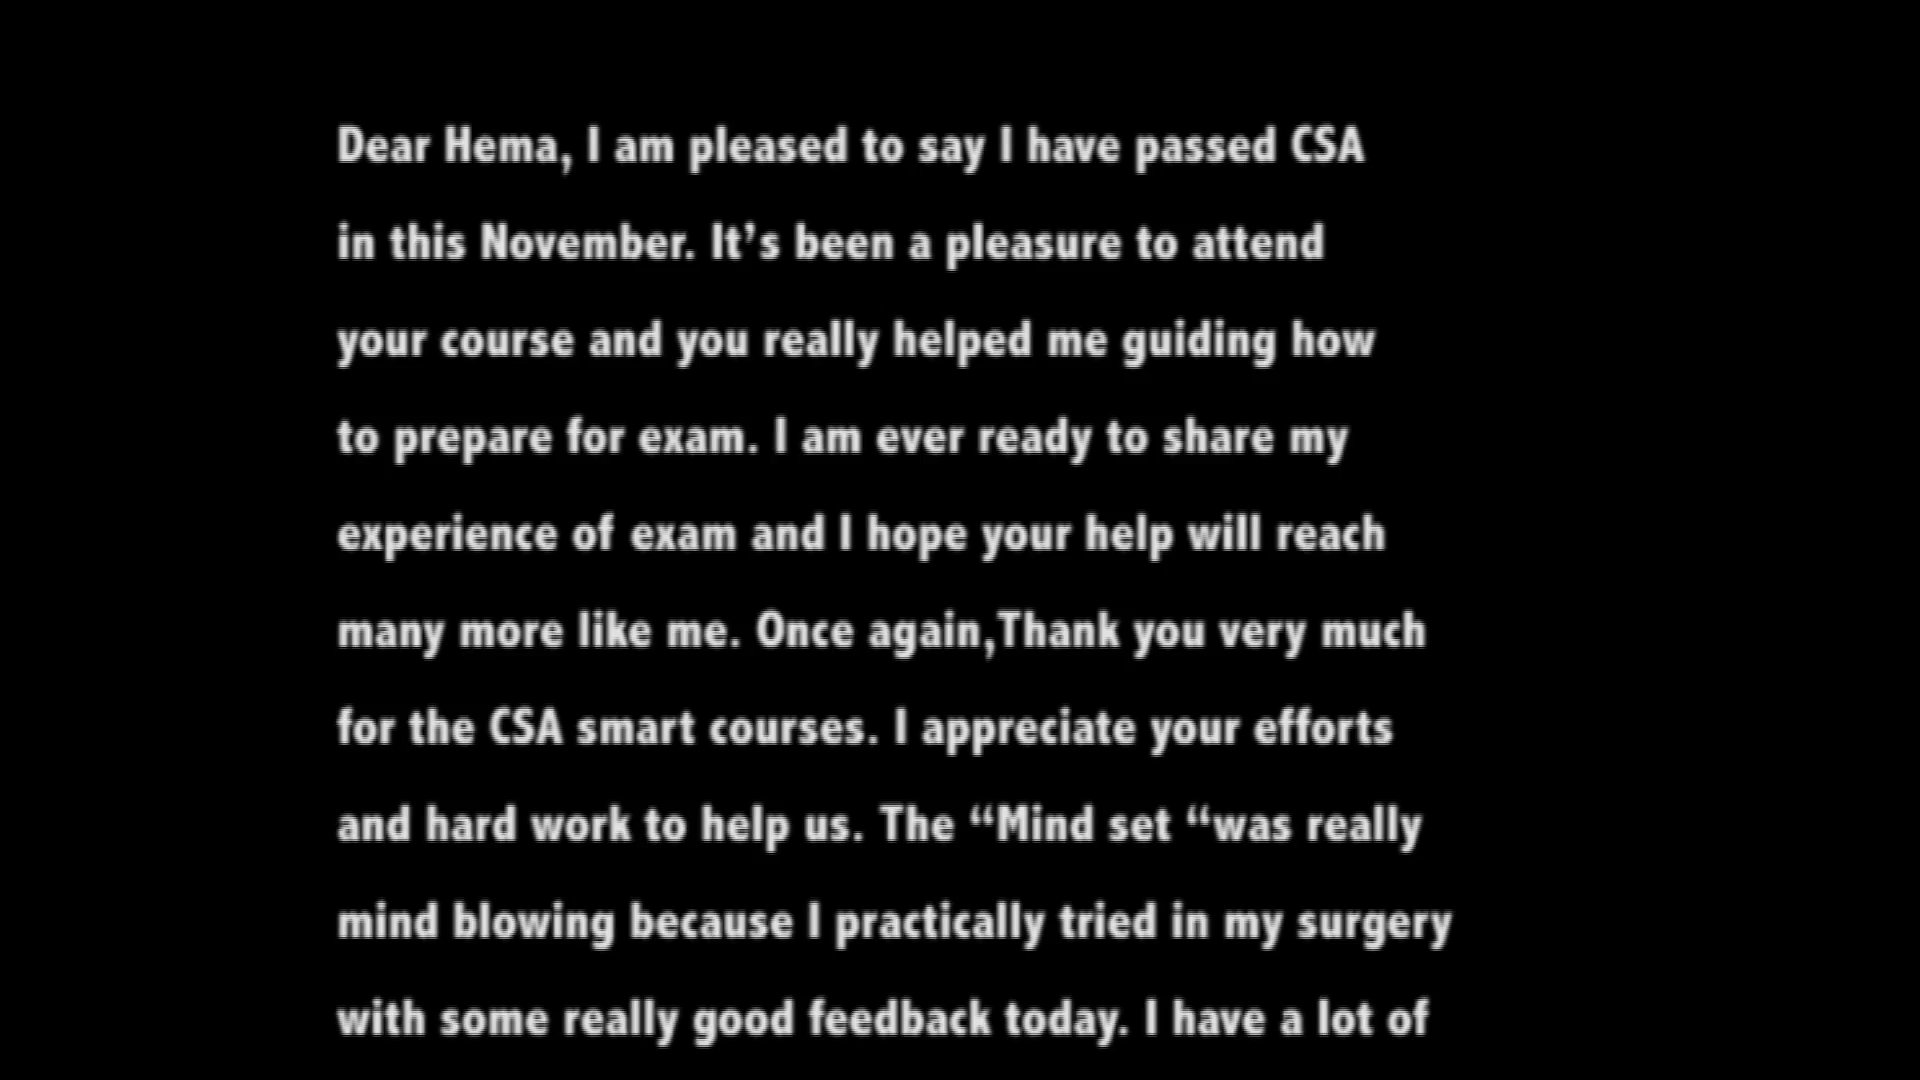 Dear Hema, I am pleased to say I have passed CSA
in this November. It’s been a pleasure to attend
your course and you really helped me guiding how
to prepare for exam. I am ever ready to share my
experience of exam and I hope your help will reach
many more like me. Once again,Thank you very much
for the CSA smart courses. I appreciate your efforts
and hard work to help us. The “Mind set “was really
mind blowing because I practically tried in my surgery
with some really good feedback today. I have a lot of